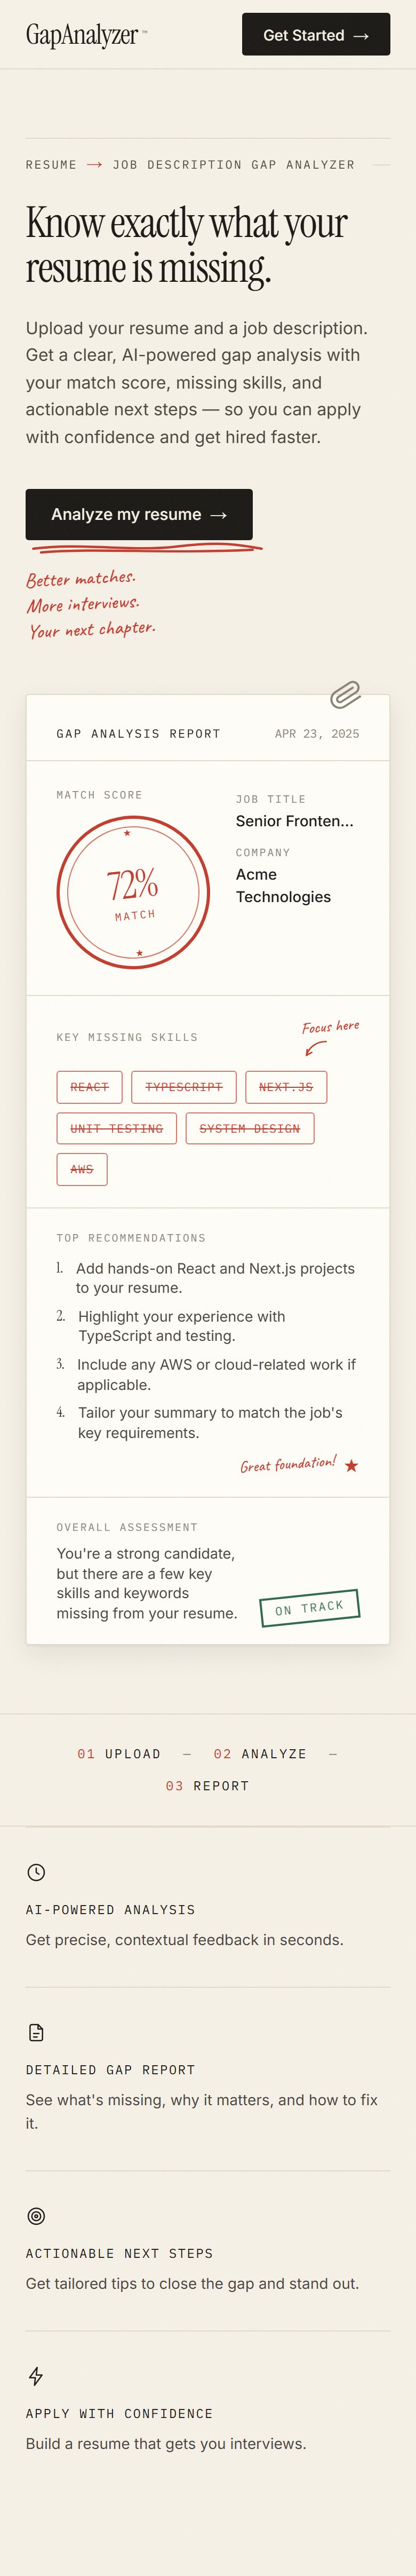 GapAnalyzer ™
Get Started →
RESUME → JOB DESCRIPTION GAP ANALYZER
Know exactly what your
resume is missing.
Upload your resume and a job description.
Get a clear, AI-powered gap analysis with
your match score, missing skills, and
actionable next steps — so you can apply
with confidence and get hired faster.
Analyze my resume →
Better matches.
More interviews.
Your next chapter.
GAP ANALYSIS REPORT
APR 23, 2025
MATCH SCORE
72%
MATCH
JOB TITLE
Senior Fronten...
COMPANY
Acme
Technologies
KEY MISSING SKILLS
Focus here
REACT TYPESCRIPT NEXT.JS
UNIT TESTING SYSTEM DESIGN
AWS
TOP RECOMMENDATIONS
1. Add hands-on React and Next.js projects
to your resume.
2. Highlight your experience with
TypeScript and testing.
3. Include any AWS or cloud-related work if
applicable.
4. Tailor your summary to match the job's
key requirements.
Great foundation! ★
OVERALL ASSESSMENT
You're a strong candidate,
but there are a few key
skills and keywords
missing from your resume.
ON TRACK
01 UPLOAD — 02 ANALYZE —
03 REPORT
AI-POWERED ANALYSIS
Get precise, contextual feedback in seconds.
DETAILED GAP REPORT
See what's missing, why it matters, and how to fix
it.
ACTIONABLE NEXT STEPS
Get tailored tips to close the gap and stand out.
APPLY WITH CONFIDENCE
Build a resume that gets you interviews.